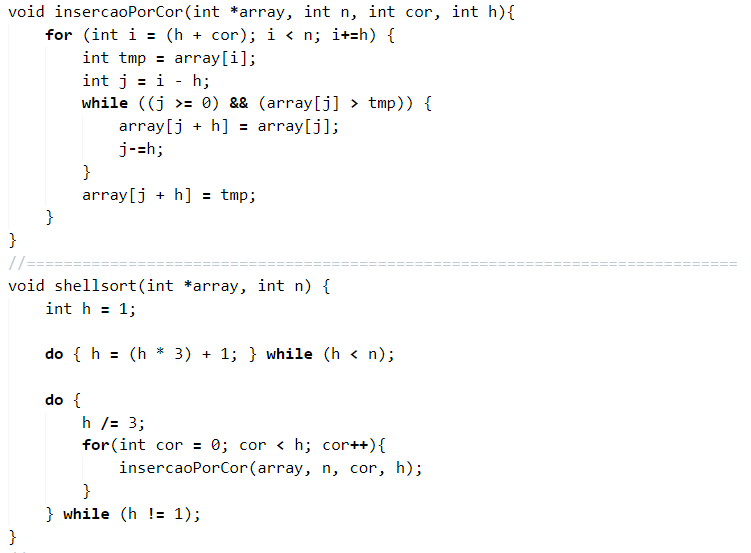 void insercaoPorCor(int *array, int n, int cor, int h){
    for (int i = (h + cor); i < n; i+=h) {
        int tmp = array[i];
        int j = i - h;
        while ((j >= 0) && (array[j] > tmp)) {
            array[j + h] = array[j];
            j-=h;
        }
        array[j + h] = tmp;
    }
}
//=============================================================================
void shellsort(int *array, int n) {
    int h = 1;

    do { h = (h * 3) + 1; } while (h < n);

    do {
        h /= 3;
        for(int cor = 0; cor < h; cor++){
            insercaoPorCor(array, n, cor, h);
        }
    } while (h != 1);
}